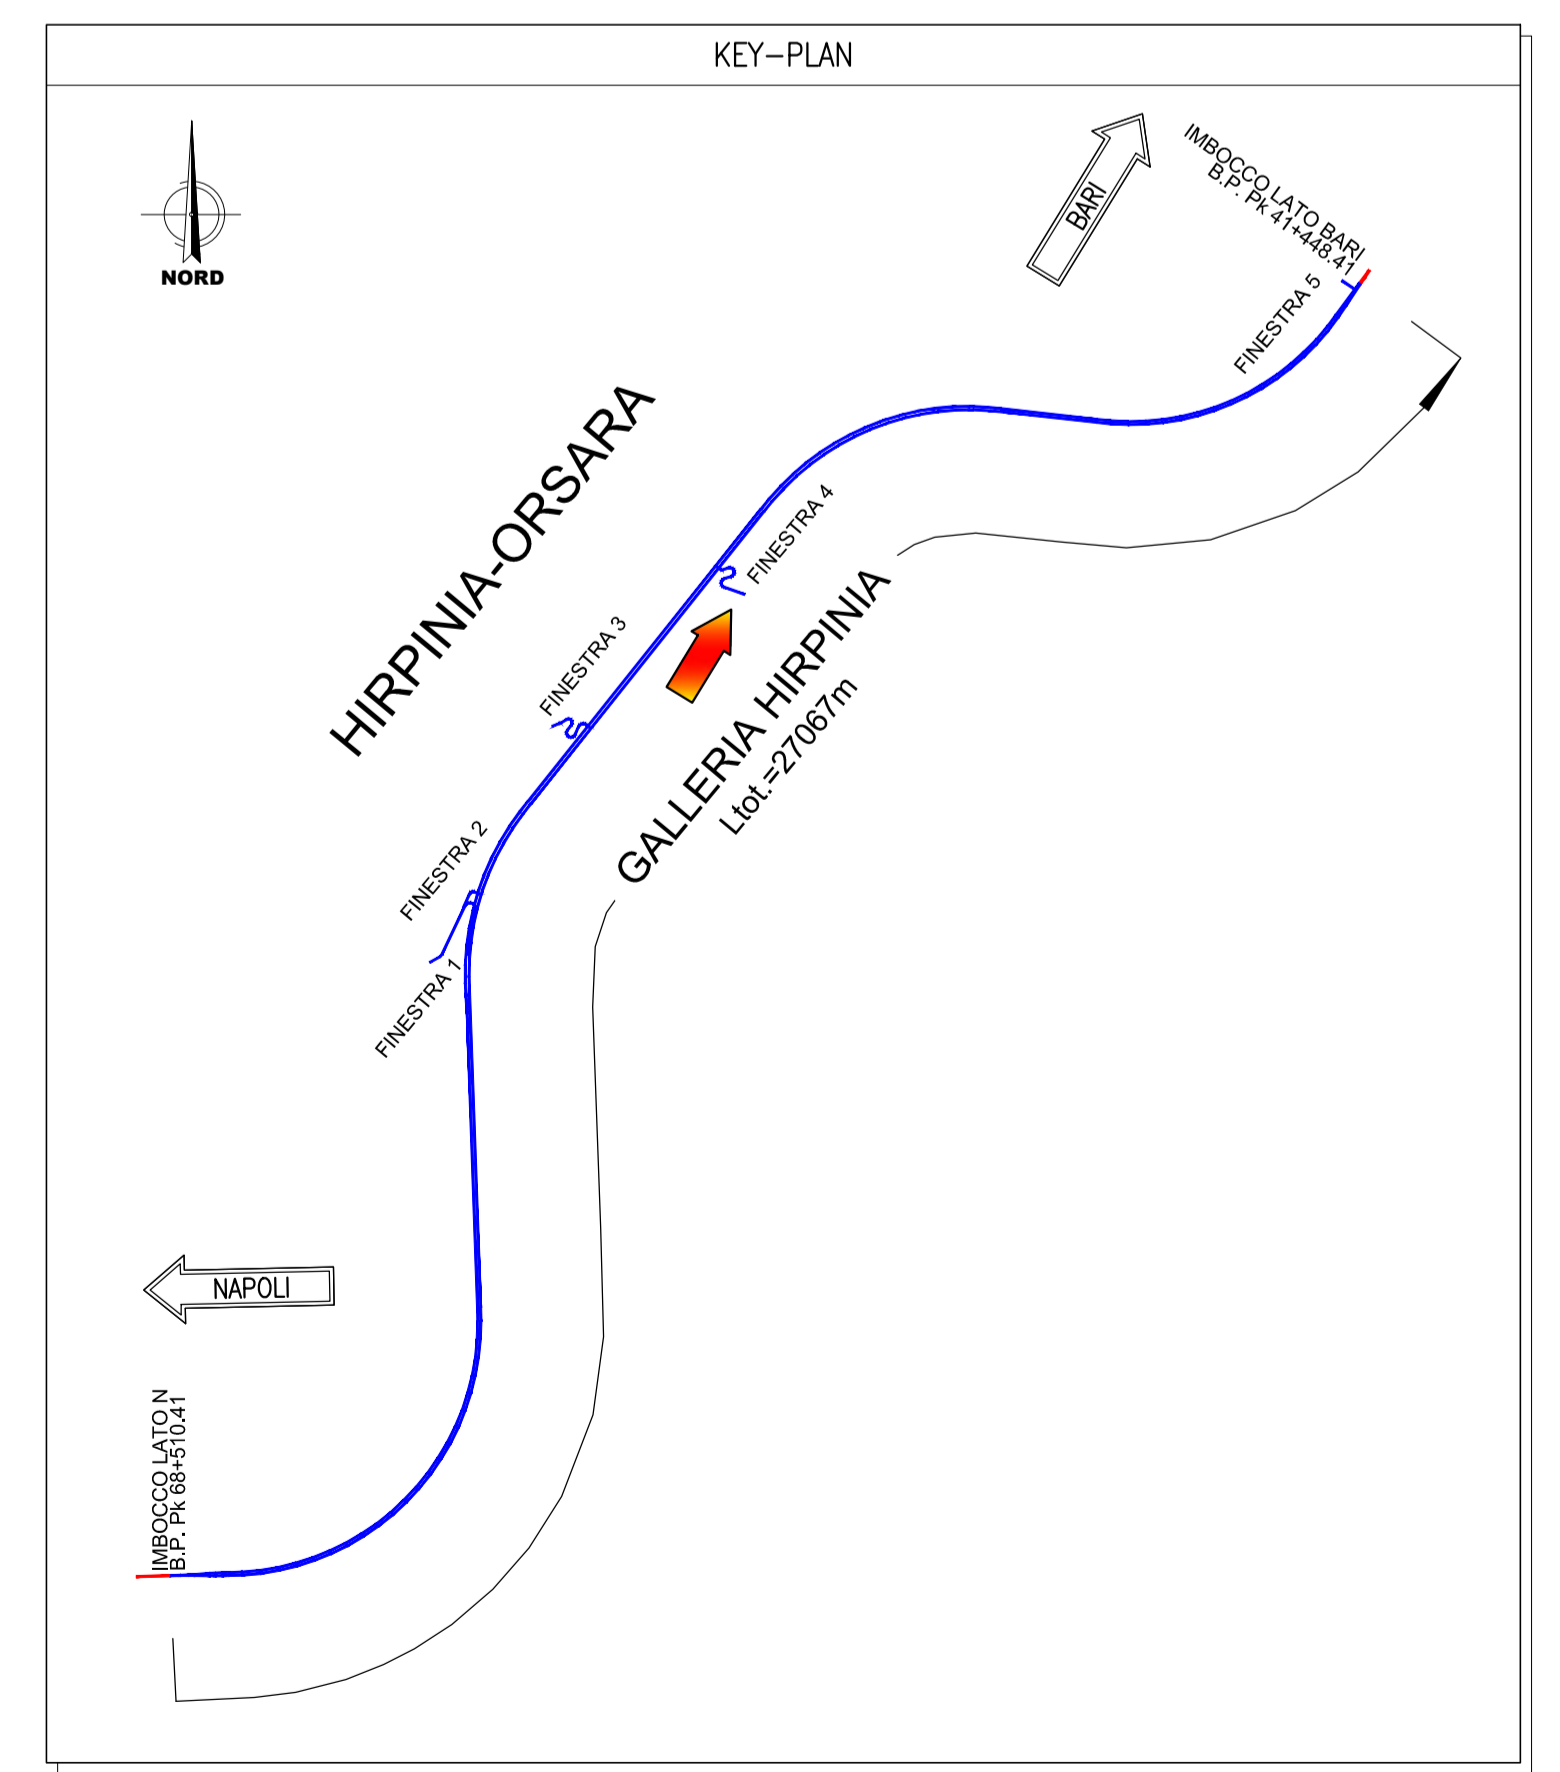 KEY-PLAN
NORD
BARI
IMBOCCO LATO BARI
B.P. Pk 41+448.41
FINESTRA 5
HIRPINIA-ORSARA
FINESTRA 4
FINESTRA 3
GALLERIA HIRPINIA
Ltot.=27067m
FINESTRA 2
FINESTRA 1
NAPOLI
IMBOCCO LATO N
B.P. Pk 68+510.41